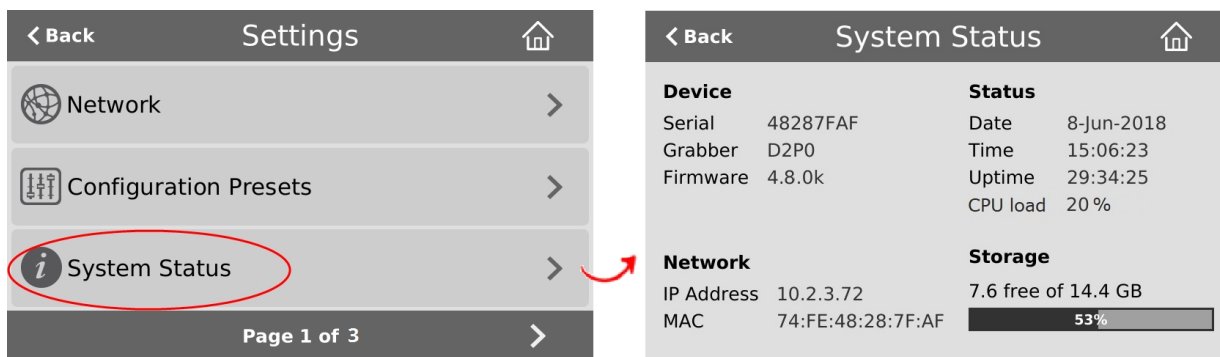 Back Settings
Network
Configuration Presets
System Status
Page 1 of 3
Back System Status
Device
Serial 48287FAF
Grabber D2P0
Firmware 4.8.0k
Status
Date 8-Jun-2018
Time 15:06:23
Uptime 29:34:25
CPU load 20 %
Network
IP Address 10.2.3.72
MAC 74:FE:48:28:7F:AF
Storage
7.6 free of 14.4 GB
53%